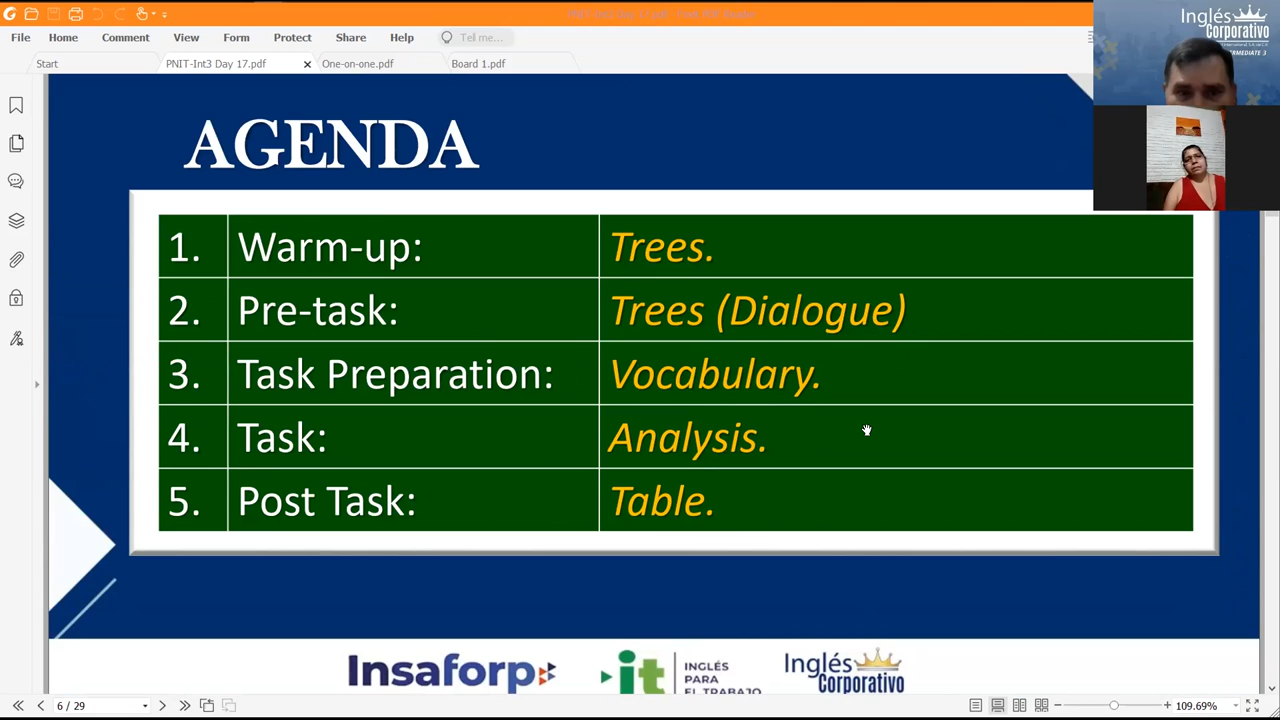 File Home Comment View Form Protect Share Help Tell me...
Start PNIT-Int3 Day 17.pdf One-on-one.pdf Board 1.pdf
Inglés
Corporativo
AGENDA
1. Warm-up: Trees.
2. Pre-task: Trees (Dialogue)
3. Task Preparation: Vocabulary.
4. Task: Analysis.
5. Post Task: Table.
Insaforp
it
INGLÉS
PARA
EL TRABAJO
Inglés
Corporativo
6 / 29 109.69%